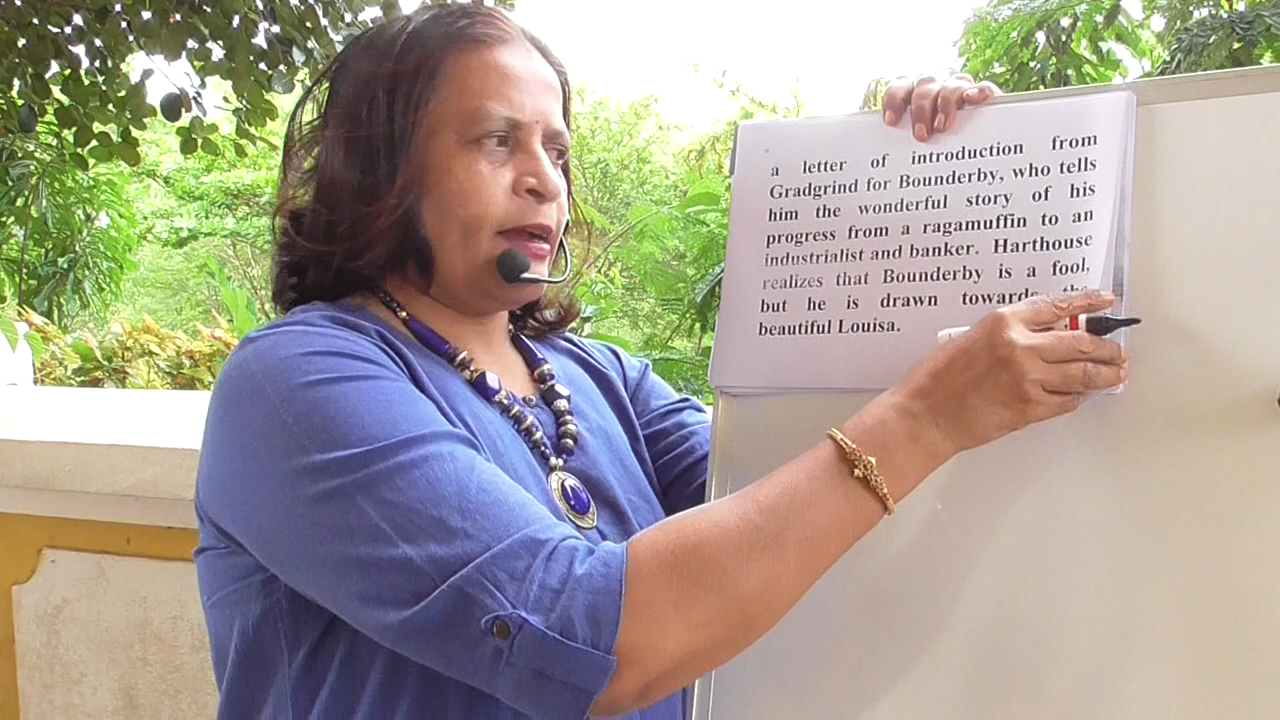 a letter of introduction from
Gradgrind for Bounderby, who tells
him the wonderful story of his
progress from a ragamuffin to an
industrialist and banker. Harthouse
realizes that Bounderby is a fool,
but he is drawn towards the
beautiful Louisa.